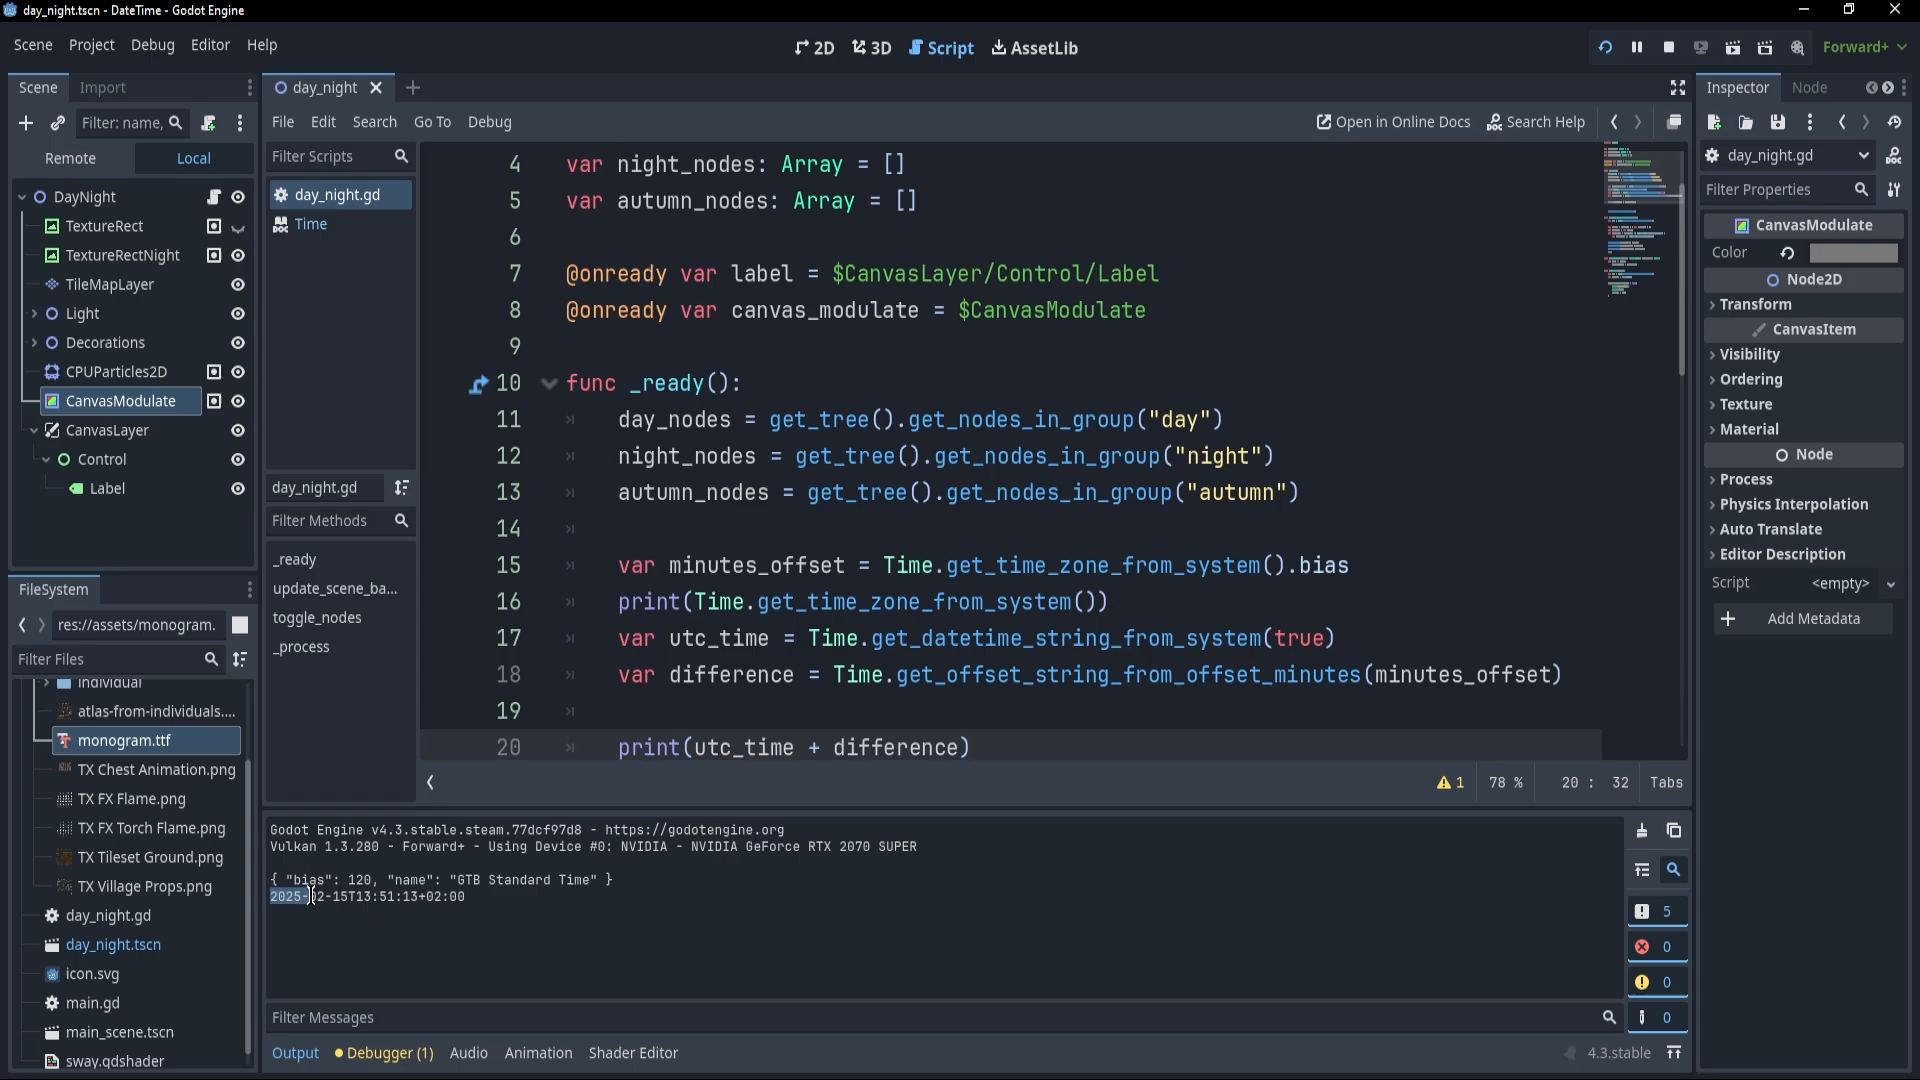 day_night.tscn - DateTime - Godot Engine
Scene Project Debug Editor Help
2D 3D Script AssetLib
Forward+
Scene Import
Filter: name,
Remote Local
DayNight
TextureRect
TextureRectNight
TileMapLayer
Light
Decorations
CPUParticles2D
CanvasModulate
CanvasLayer
Control
Label
FileSystem
res://assets/monogram.
Filter Files
individual
atlas-from-individuals....
monogram.ttf
TX Chest Animation.png
TX FX Flame.png
TX FX Torch Flame.png
TX Tileset Ground.png
TX Village Props.png
day_night.gd
day_night.tscn
icon.svg
main.gd
main_scene.tscn
sway.gdshader
day_night
File Edit Search Go To Debug
Open in Online Docs Search Help
Filter Scripts
day_night.gd
Time
day_night.gd
Filter Methods
_ready
update_scene_ba...
toggle_nodes
_process
4 var night_nodes: Array = []
5 var autumn_nodes: Array = []
6
7 @onready var label = $CanvasLayer/Control/Label
8 @onready var canvas_modulate = $CanvasModulate
9
10 func _ready():
11 day_nodes = get_tree().get_nodes_in_group("day")
12 night_nodes = get_tree().get_nodes_in_group("night")
13 autumn_nodes = get_tree().get_nodes_in_group("autumn")
14
15 var minutes_offset = Time.get_time_zone_from_system().bias
16 print(Time.get_time_zone_from_system())
17 var utc_time = Time.get_datetime_string_from_system(true)
18 var difference = Time.get_offset_string_from_offset_minutes(minutes_offset)
19
20 print(utc_time + difference)
1 78 % 20 : 32 Tabs
Godot Engine v4.3.stable.steam.77dcf97d8 - https://godotengine.org
Vulkan 1.3.280 - Forward+ - Using Device #0: NVIDIA - NVIDIA GeForce RTX 2070 SUPER
{ "bias": 120, "name": "GTB Standard Time" }
2025-02-15T13:51:13+02:00
5
0
0
0
Filter Messages
Output Debugger (1) Audio Animation Shader Editor
4.3.stable
Inspector Node
day_night.gd
Filter Properties
CanvasModulate
Color
Node2D
Transform
CanvasItem
Visibility
Ordering
Texture
Material
Node
Process
Physics Interpolation
Auto Translate
Editor Description
Script <empty>
Add Metadata